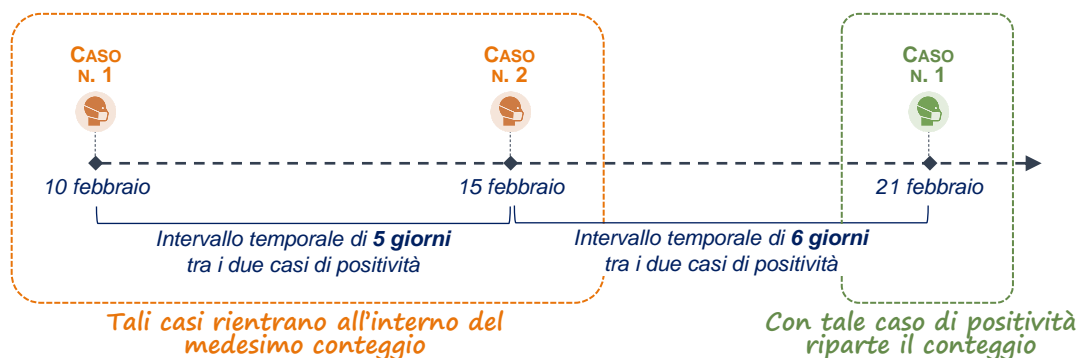 CASO
N. 1
CASO
N. 2
CASO
N. 1
10 febbraio
15 febbraio
21 febbraio
Intervallo temporale di 5 giorni
tra i due casi di positività
Intervallo temporale di 6 giorni
tra i due casi di positività
Tali casi rientrano all'interno del
medesimo conteggio
Con tale caso di positività
riparte il conteggio